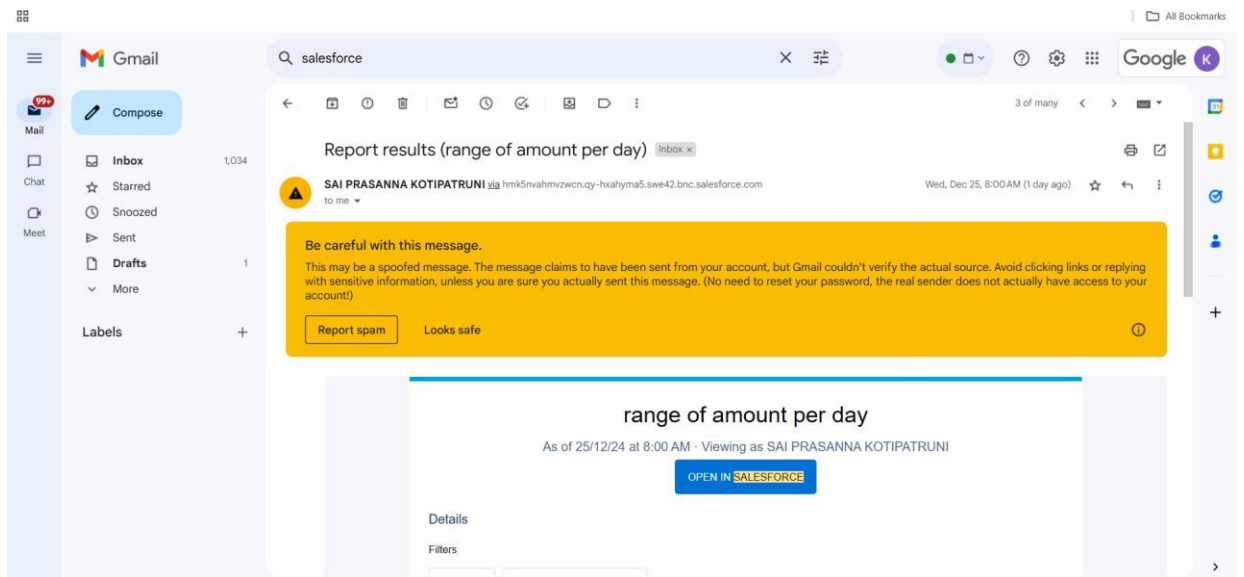 All Bookmarks
Gmail
salesforce
Google K
99+
Mail
Chat
Meet
Compose
Inbox 1,034
Starred
Snoozed
Sent
Drafts 1
More
Labels
3 of many
Report results (range of amount per day) Inbox x
SAI PRASANNA KOTIPATRUNI via hmk5nvahmvzwcn.qy-hxahyma5.swe42.bnc.salesforce.com
to me
Wed, Dec 25, 8:00 AM (1 day ago)
Be careful with this message.
This may be a spoofed message. The message claims to have been sent from your account, but Gmail couldn't verify the actual source. Avoid clicking links or replying
with sensitive information, unless you are sure you actually sent this message. (No need to reset your password, the real sender does not actually have access to your
account!)
Report spam Looks safe
range of amount per day
As of 25/12/24 at 8:00 AM · Viewing as SAI PRASANNA KOTIPATRUNI
OPEN IN SALESFORCE
Details
Filters
31